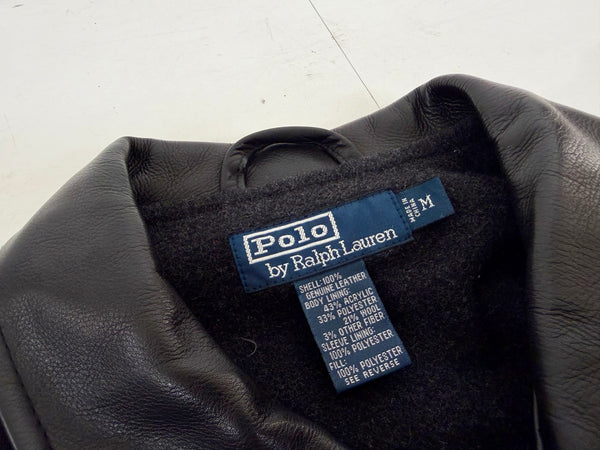 Polo
by Ralph Lauren
M
MADE IN
CHINA
SHELL:100%
GENUINE LEATHER
BODY LINING:
43% ACRYLIC
33% POLYESTER
21% WOOL
3% OTHER FIBER
SLEEVE LINING:
100% POLYESTER
FILL:
100% POLYESTER
SEE REVERSE